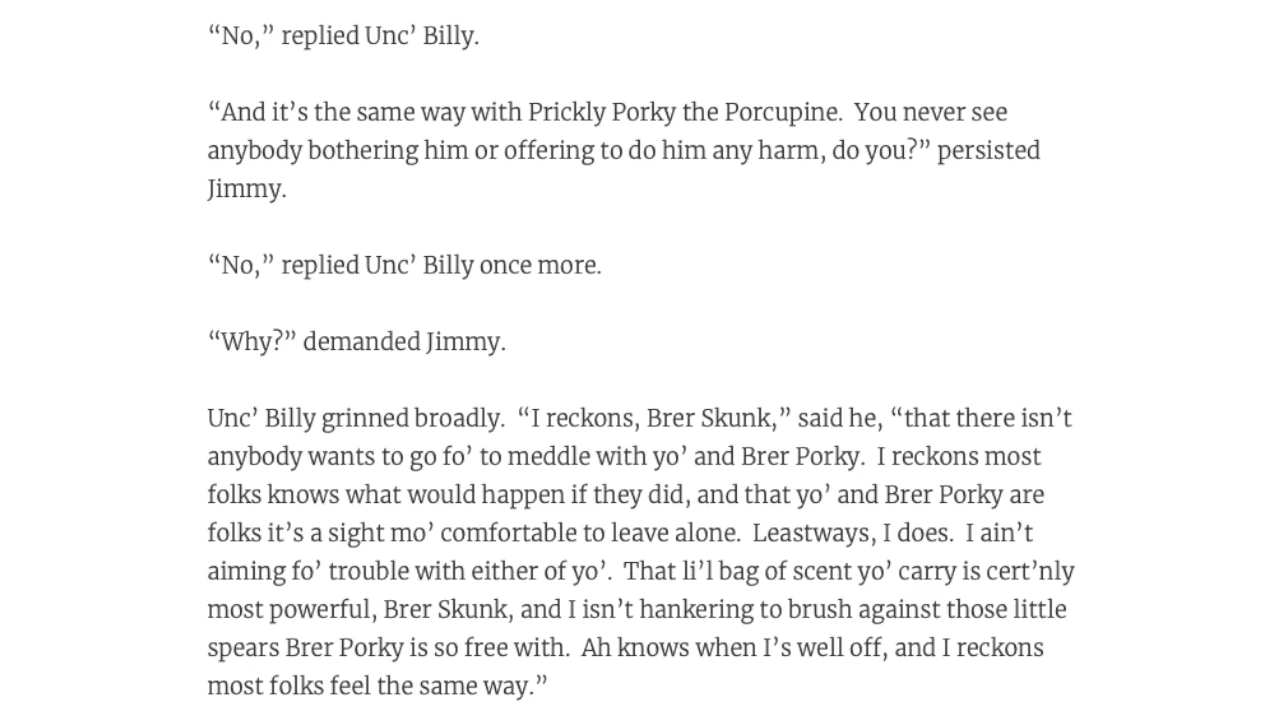 “No,” replied Unc’ Billy.
“And it’s the same way with Prickly Porky the Porcupine.  You never see
anybody bothering him or offering to do him any harm, do you?” persisted
Jimmy.
“No,” replied Unc’ Billy once more.
“Why?” demanded Jimmy.
Unc’ Billy grinned broadly.  “I reckons, Brer Skunk,” said he, “that there isn’t
anybody wants to go fo’ to meddle with yo’ and Brer Porky.  I reckons most
folks knows what would happen if they did, and that yo’ and Brer Porky are
folks it’s a sight mo’ comfortable to leave alone.  Leastways, I does.  I ain’t
aiming fo’ trouble with either of yo’.  That li’l bag of scent yo’ carry is cert’nly
most powerful, Brer Skunk, and I isn’t hankering to brush against those little
spears Brer Porky is so free with.  Ah knows when I’s well off, and I reckons
most folks feel the same way.”